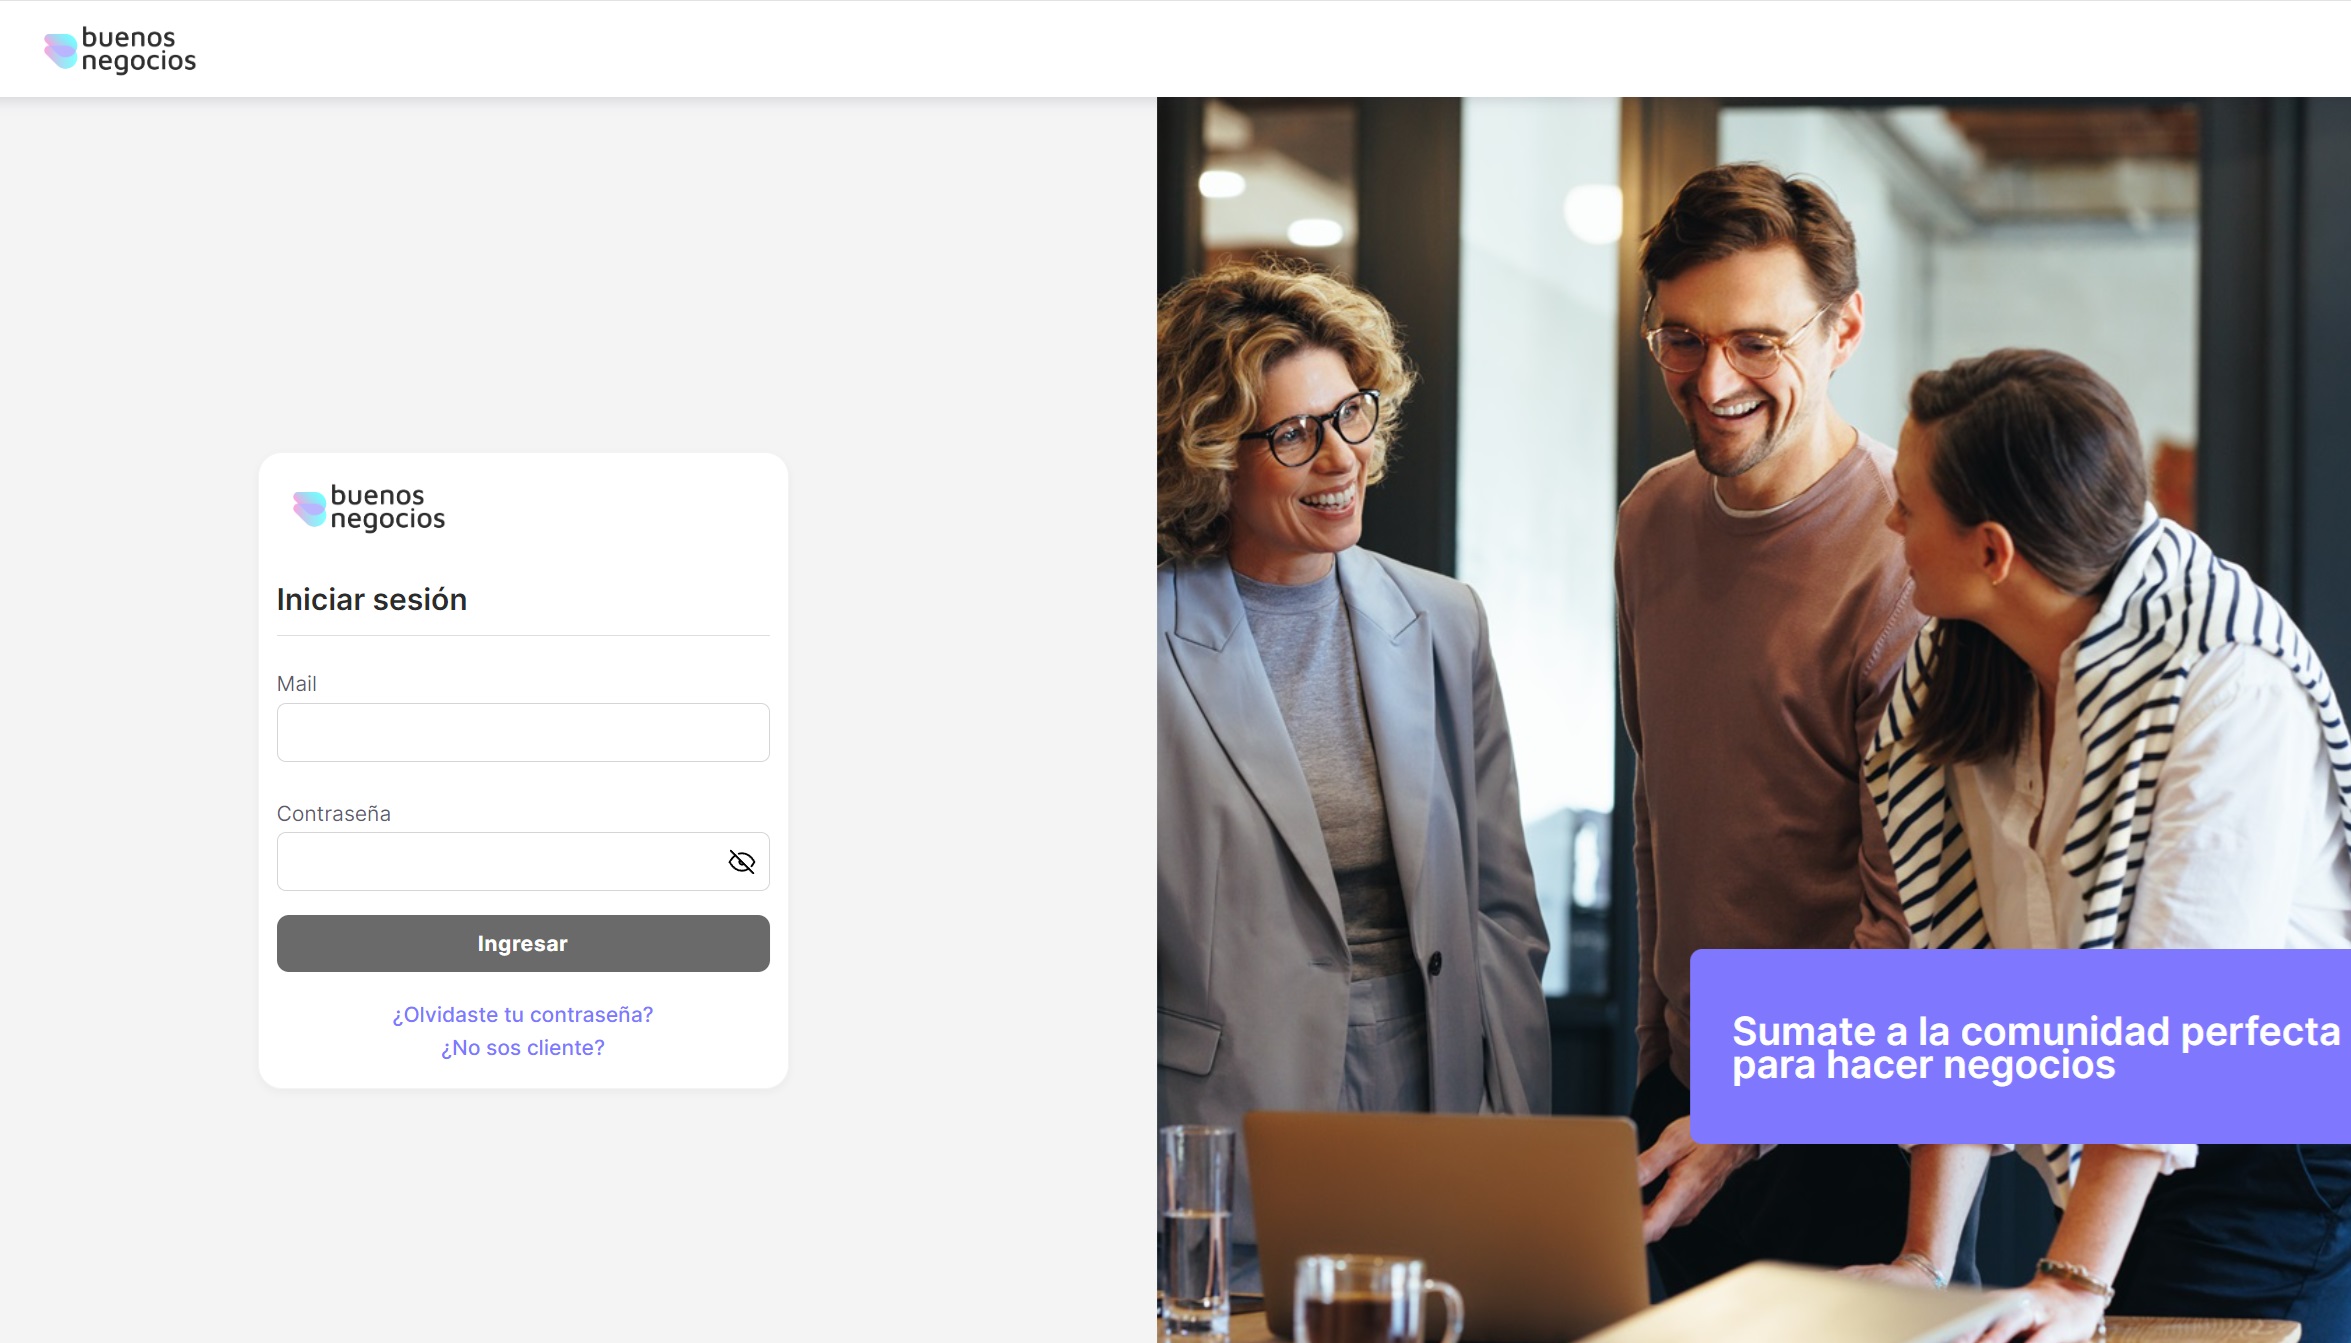 buenos
negocios
buenos
negocios
Iniciar sesión
Mail
Contraseña
Ingresar
¿Olvidaste tu contraseña?
¿No sos cliente?
Sumate a la comunidad perfecta
para hacer negocios